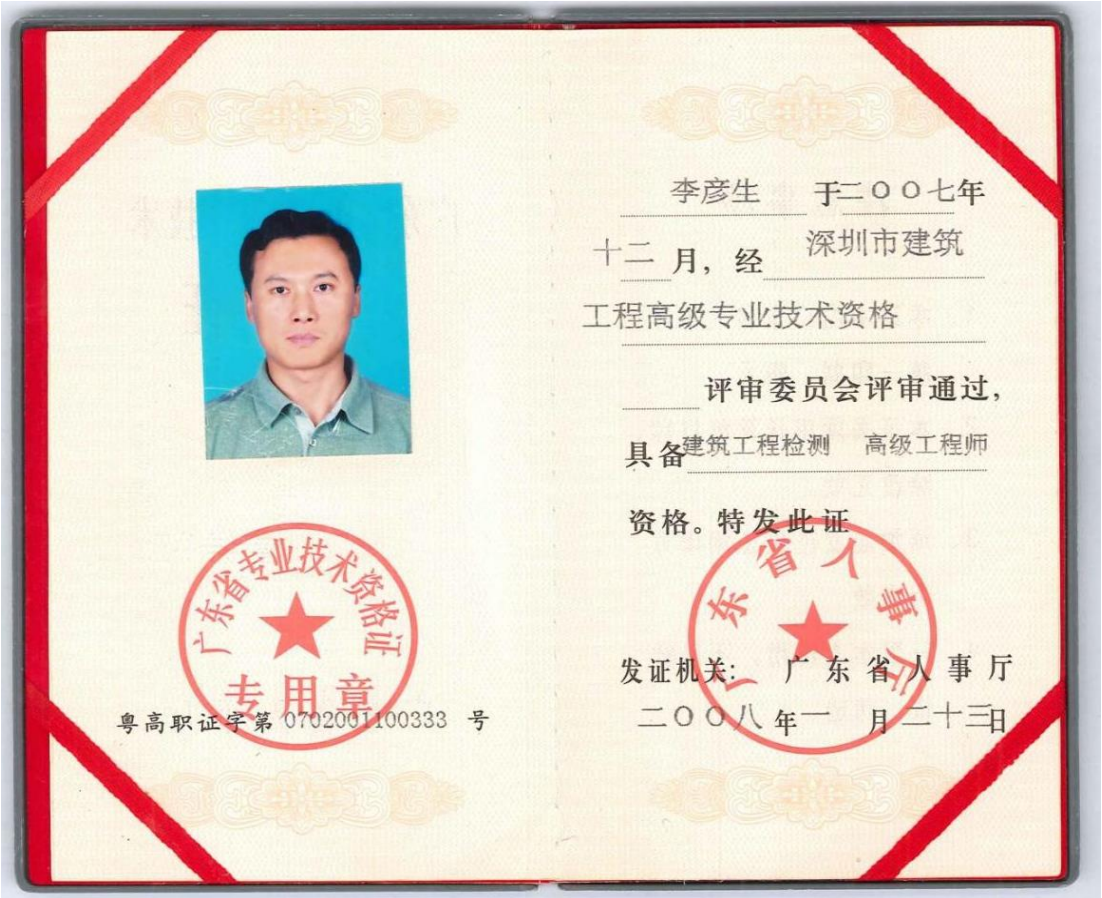 广东省专业技术资格证
专用章
粤高职证字第 0702001100333 号
李彦生 于二〇〇七年
十二月，经 深圳市建筑
工程高级专业技术资格
评审委员会评审通过，
具备建筑工程检测 高级工程师
资格。特发此证
广东省人事厅
发证机关：广东省人事厅
二〇〇八年一月二十三日